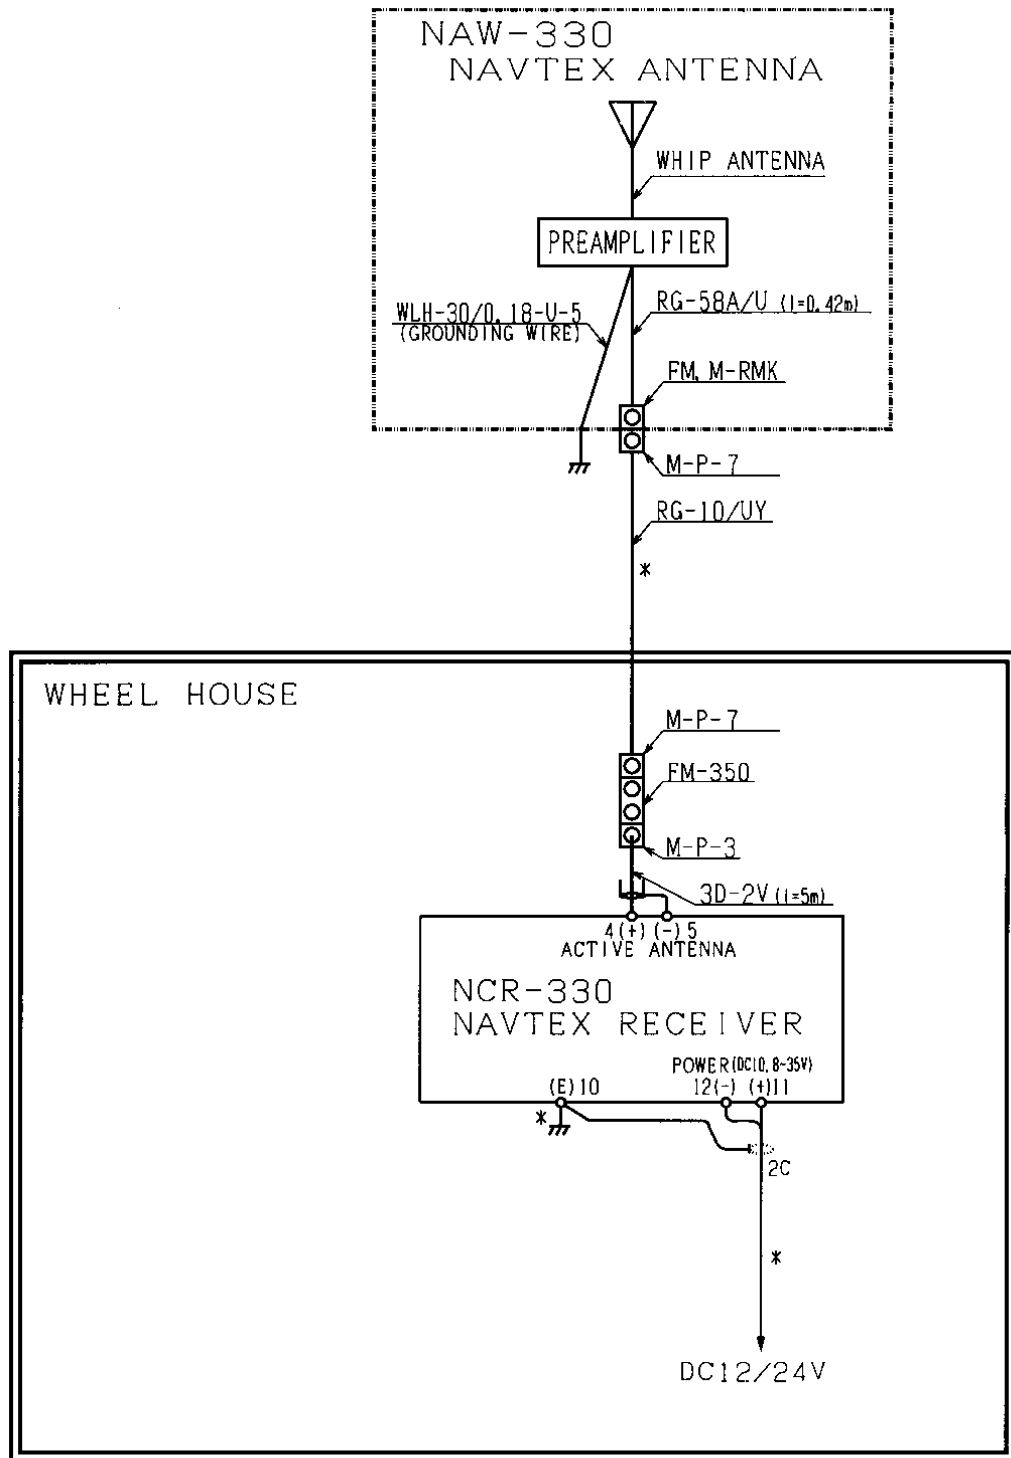 NAW-330
NAVTEX ANTENNA
WHIP ANTENNA
PREAMPLIFIER
WLH-30/0.18-U-5
(GROUNDING WIRE)
RG-58A/U (l=0.42m)
FM, M-RMK
M-P-7
RG-10/UY
*
WHEEL HOUSE
M-P-7
FM-350
M-P-3
3D-2V (l=5m)
4(+) (-)5
ACTIVE ANTENNA
NCR-330
NAVTEX RECEIVER
POWER(DC10.8~35V)
(E)10 12(-) (+)11
*
2C
*
DC12/24V